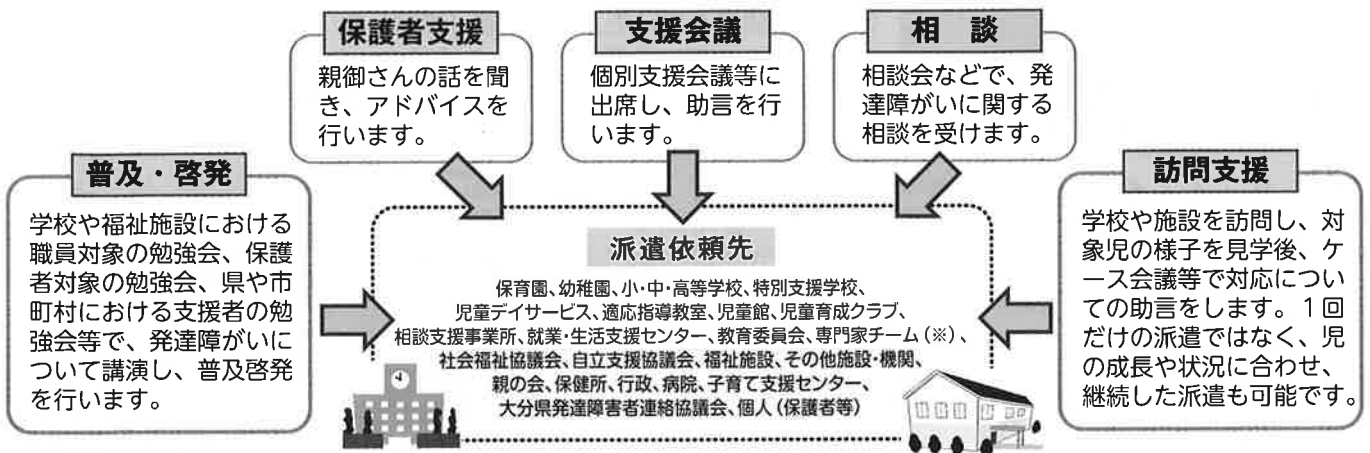 保護者支援
親御さんの話を聞
き、アドバイスを
行います。
支援会議
個別支援会議等に
出席し、助言を行
います。
相　談
相談会などで、発
達障がいに関する
相談を受けます。
普及・啓発
学校や福祉施設における
職員対象の勉強会、保護
者対象の勉強会、県や市
町村における支援者の勉
強会等で、発達障がいに
ついて講演し、普及啓発
を行います。
訪問支援
学校や施設を訪問し、対
象児の様子を見学後、ケ
ース会議等で対応につい
ての助言をします。1回
だけの派遣ではなく、児
の成長や状況に合わせ、
継続した派遣も可能です。
派遣依頼先
保育園、幼稚園、小・中・高等学校、特別支援学校、
児童デイサービス、適応指導教室、児童館、児童育成クラブ、
相談支援事業所、就業・生活支援センター、教育委員会、専門家チーム(※)、
社会福祉協議会、自立支援協議会、福祉施設、その他施設・機関、
親の会、保健所、行政、病院、子育て支援センター、
大分県発達障害者連絡協議会、個人(保護者等)